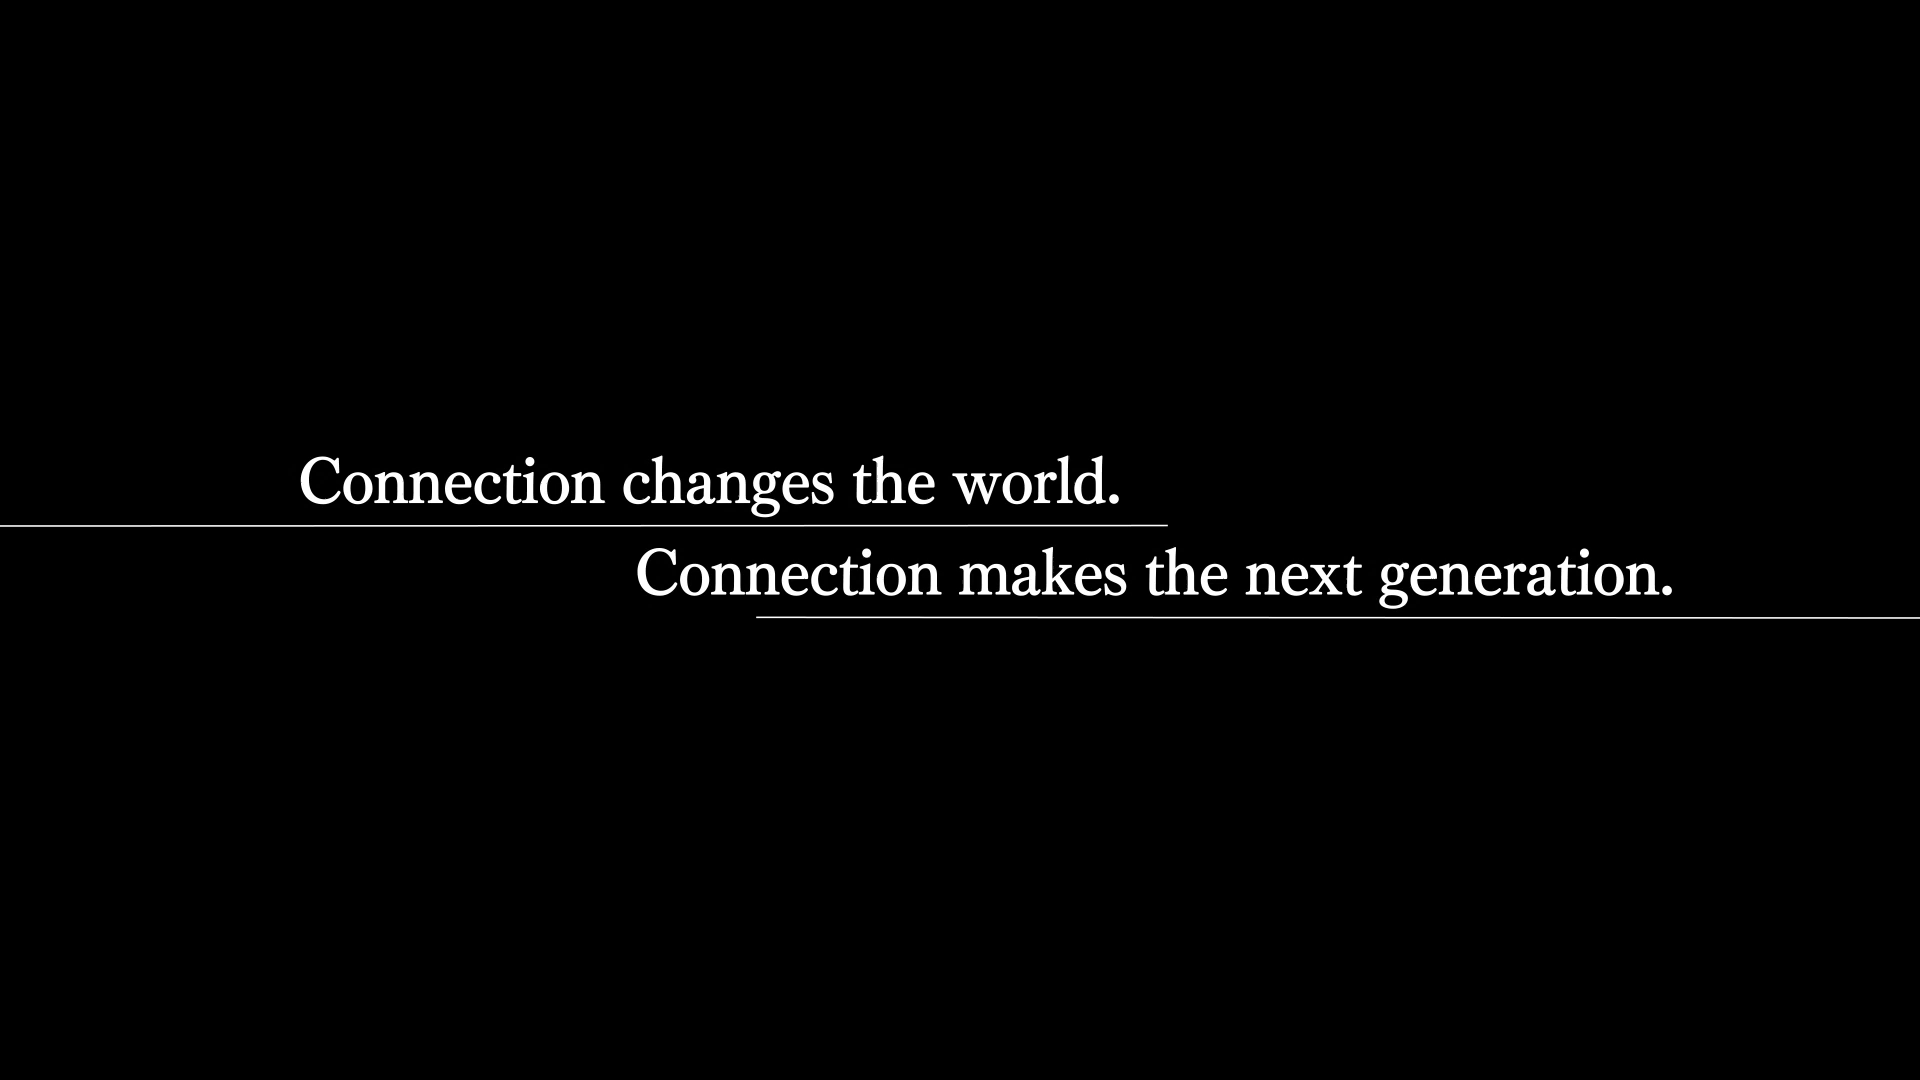 Connection changes the world.
Connection makes the next generation.